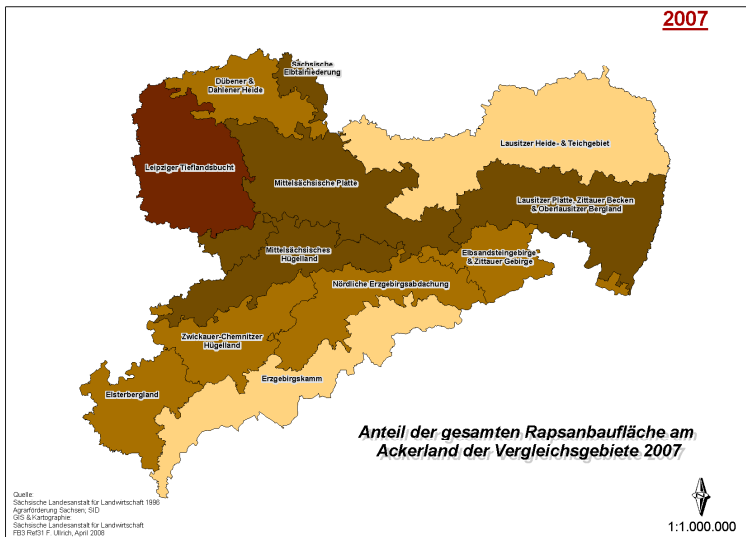 2007
Sächsische
Elbtalniederung
Dübener &
Dahlener Heide
Lausitzer Heide- & Teichgebiet
Leipziger Tieflandsbucht
Mittelsächsische Platte
Lausitzer Platte, Zittauer Becken
& Oberlausitzer Bergland
Mittelsächsisches
Hügelland
Elbsandsteingebirge
& Zittauer Gebirge
Nördliche Erzgebirgsabdachung
Zwickauer-Chemnitzer
Hügelland
Erzgebirgskamm
Elsterbergland
Anteil der gesamten Rapsanbaufläche am
Ackerland der Vergleichsgebiete 2007
Quelle:
Sächsische Landesanstalt für Landwirtschaft 1996
Agrarförderung Sachsen; SID
GIS & Kartographie:
Sächsische Landesanstalt für Landwirtschaft
FB3 Ref31 F. Ullrich, April 2008
1:1.000.000